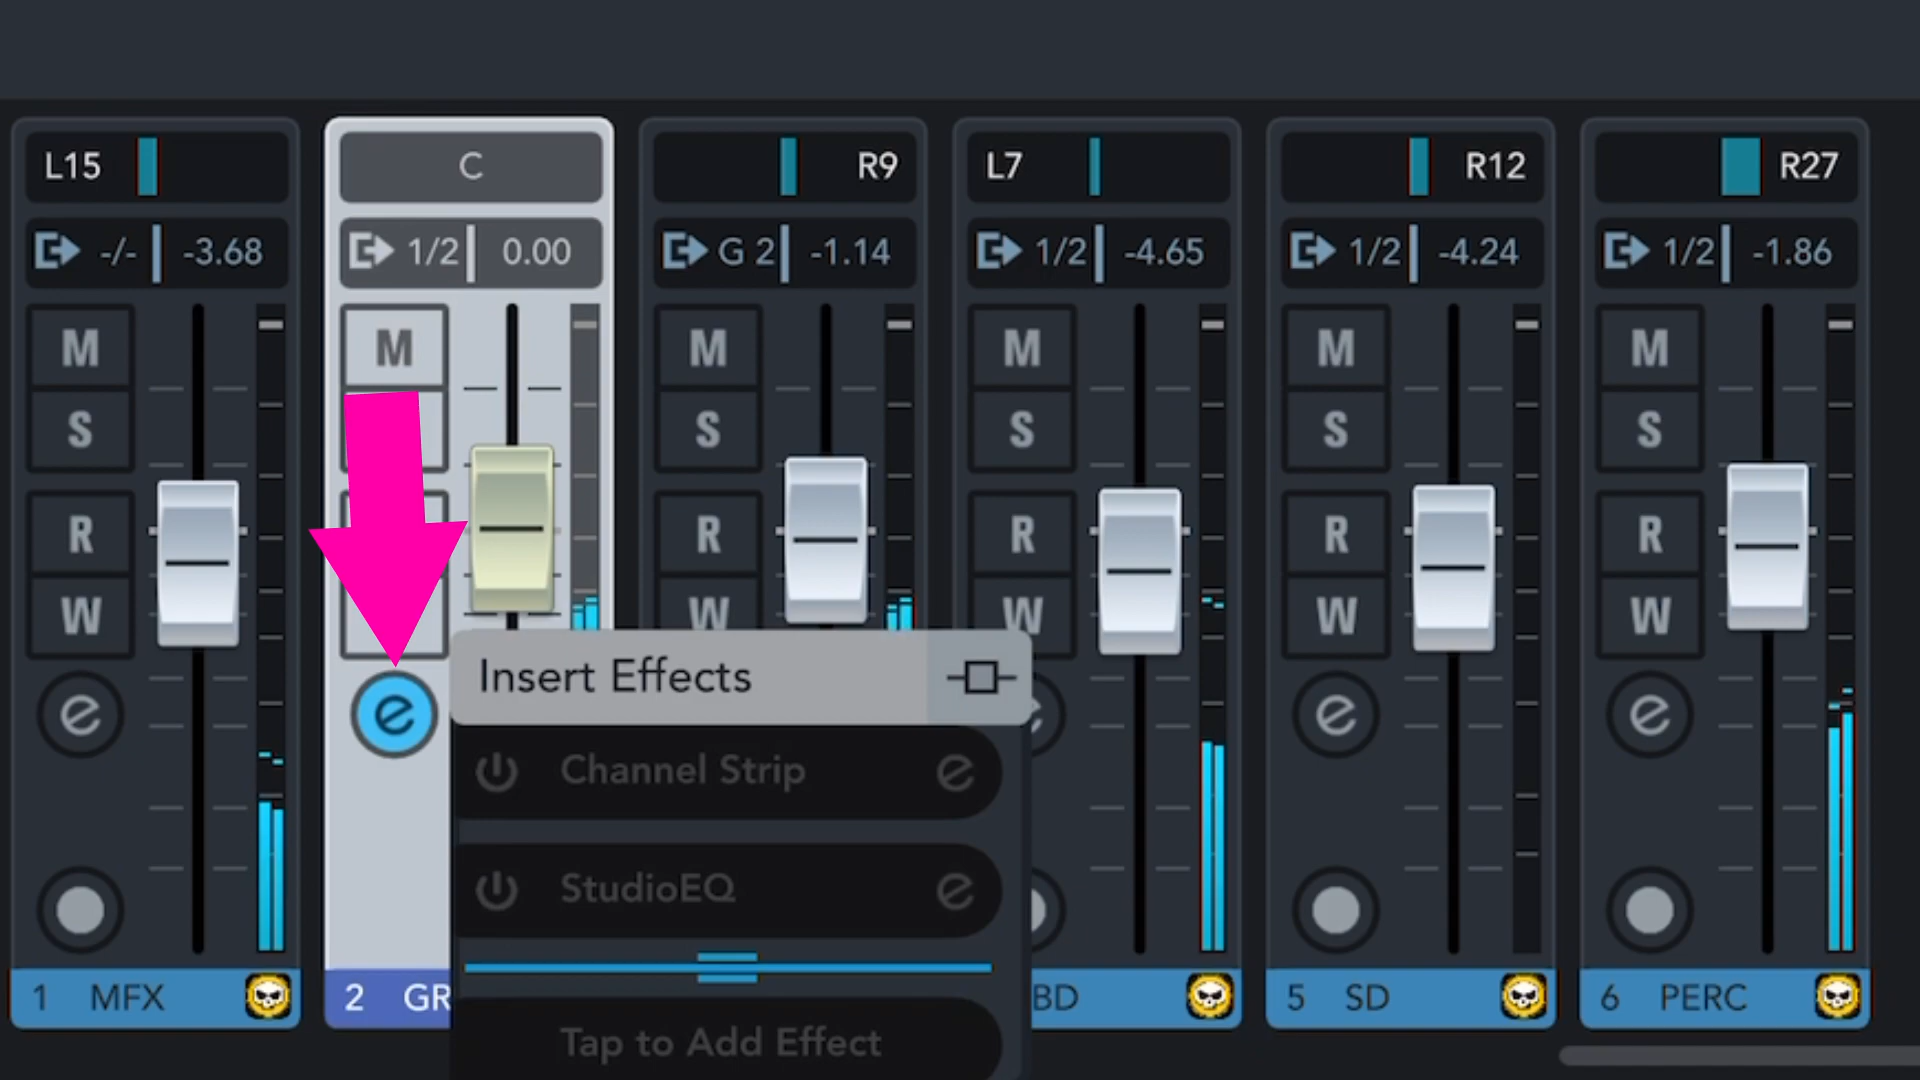 L15 C R9 L7 R12 R27
-/- -3.68 1/2 0.00 G 2 -1.14 1/2 -4.65 1/2 -4.24 1/2 -1.86
M M M M M M
S S S S S
R R R R R
W W W W W
Insert Effects
e e e e
Channel Strip e
StudioEQ e
1 MFX 2 GR BD 5 SD 6 PERC
Tap to Add Effect